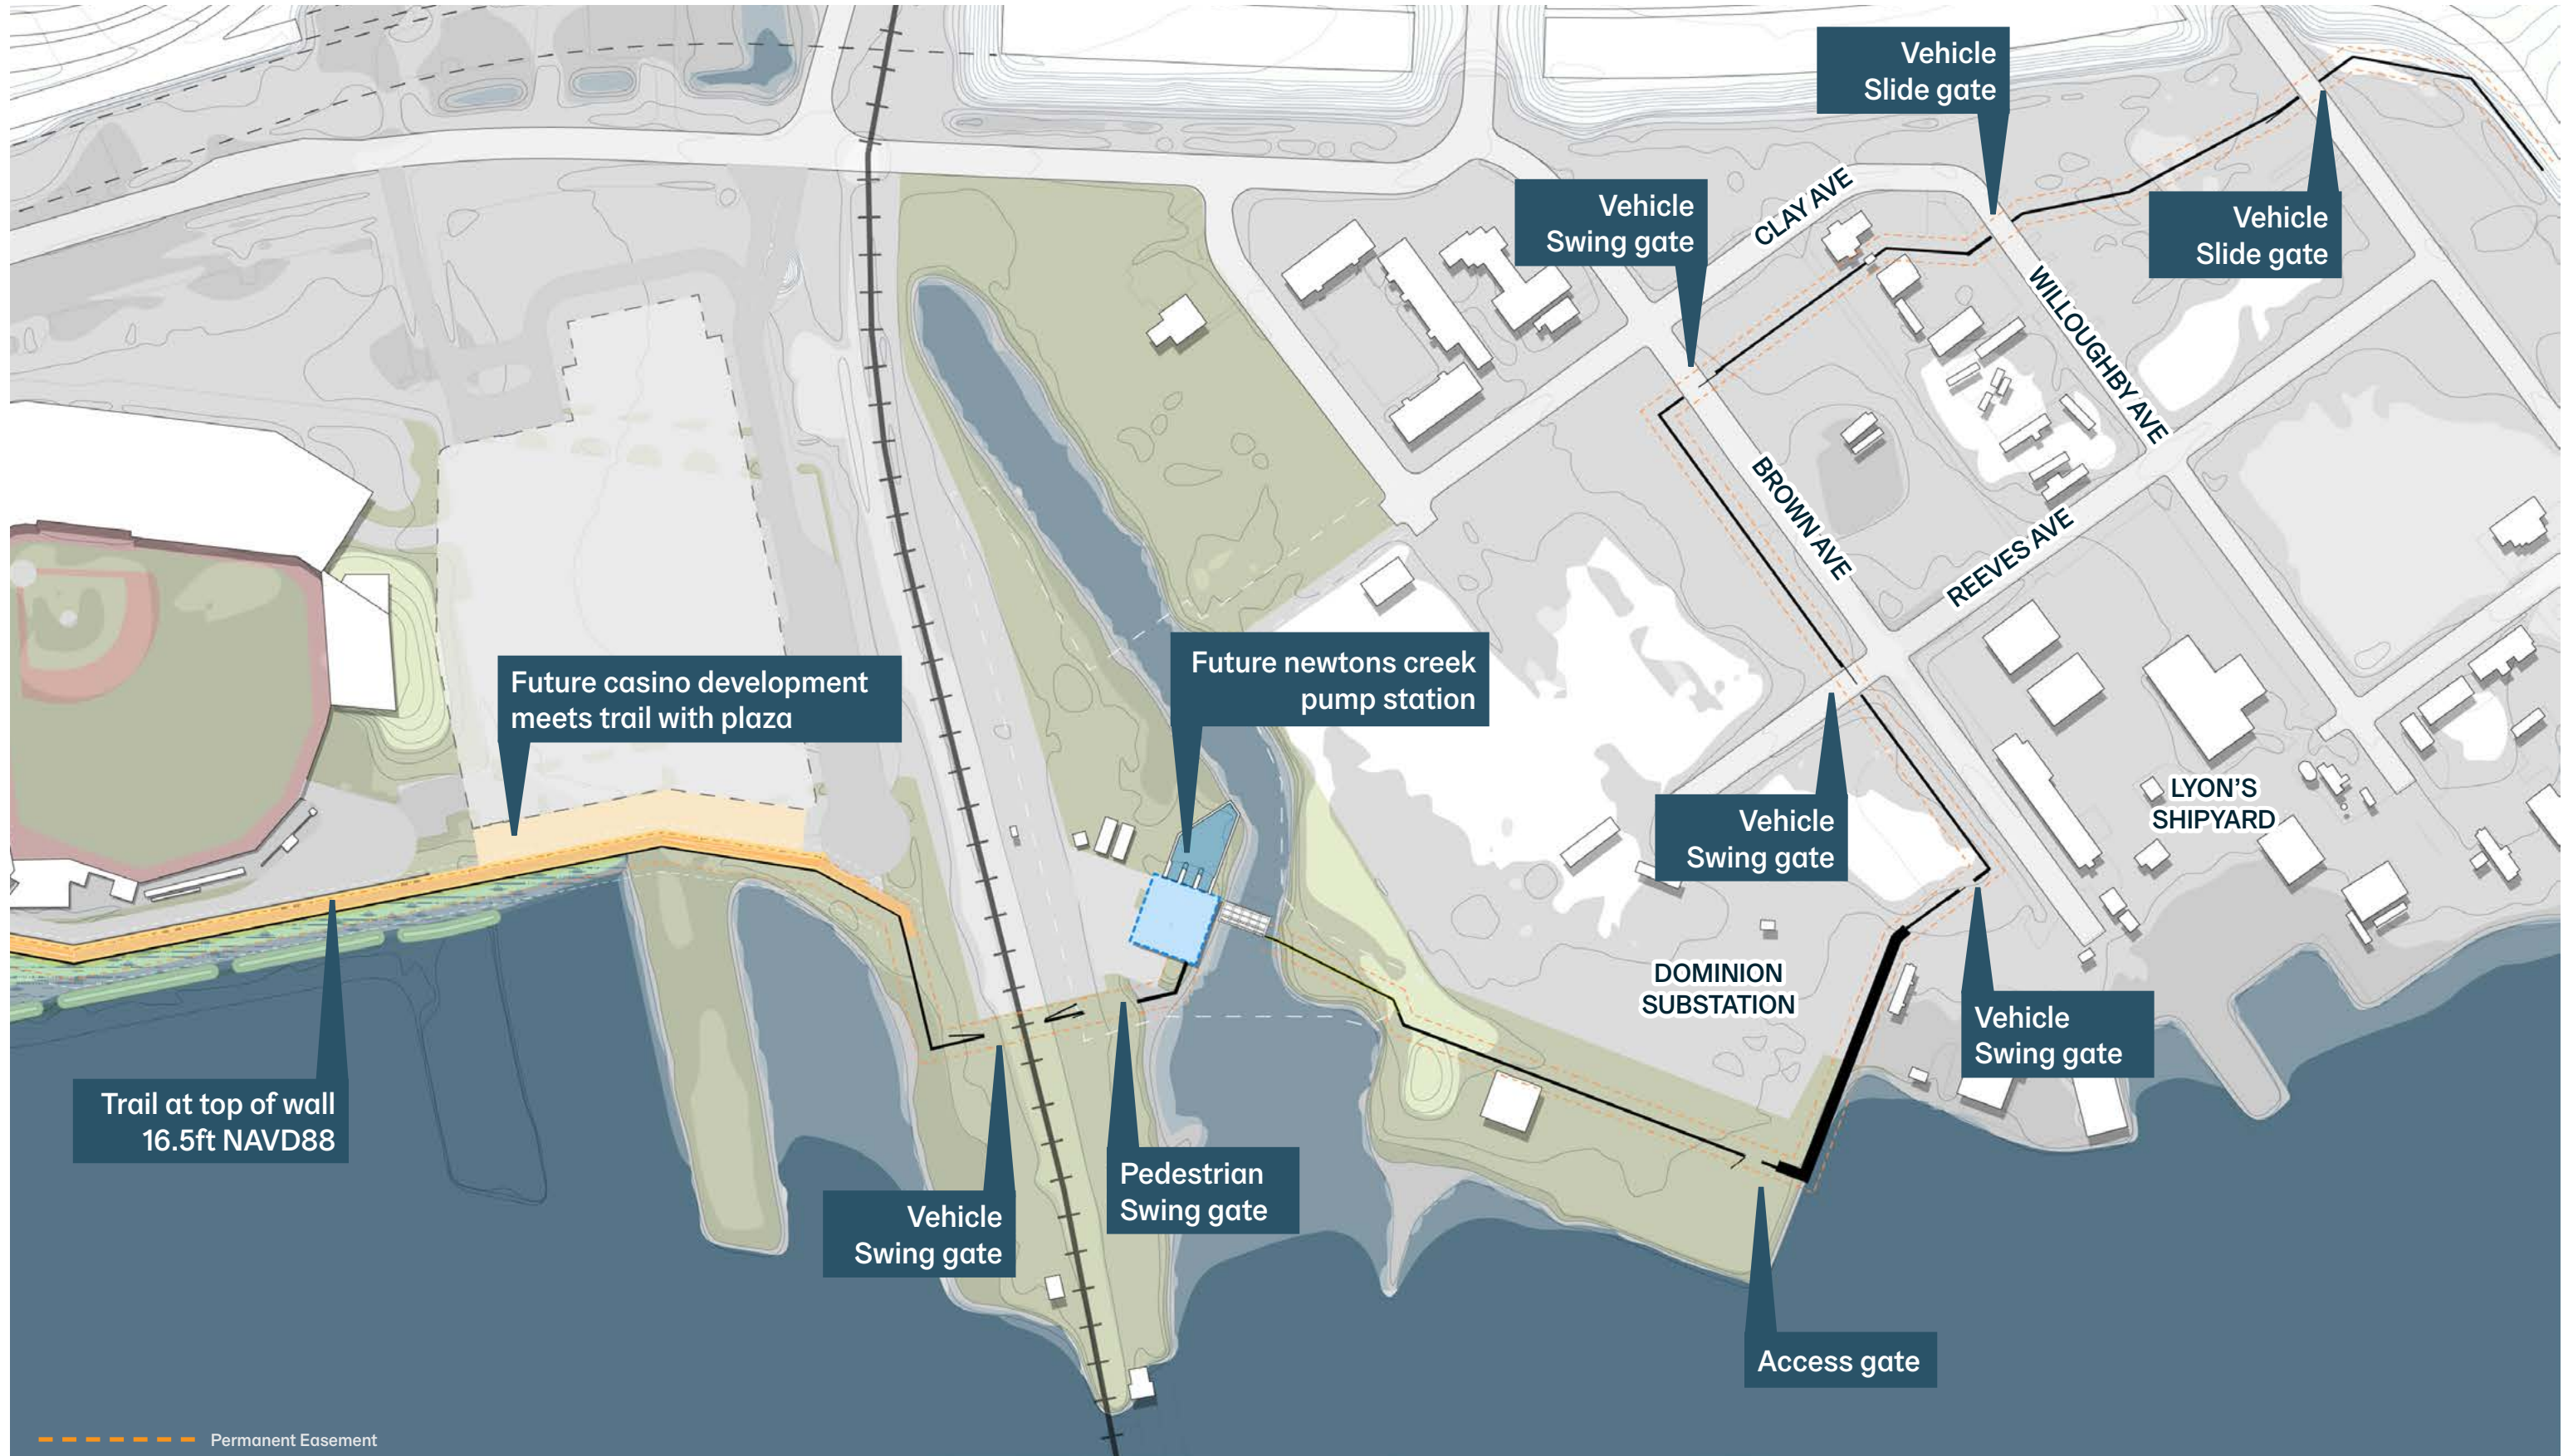 Vehicle
Slide gate
Vehicle
Swing gate
CLAY AVE
Vehicle
Slide gate
WILLOUGHBY AVE
BROWN AVE
REEVES AVE
Future casino development
meets trail with plaza
Future newtons creek
pump station
Vehicle
Swing gate
LYON'S
SHIPYARD
DOMINION
SUBSTATION
Vehicle
Swing gate
Trail at top of wall
16.5ft NAVD88
Pedestrian
Swing gate
Vehicle
Swing gate
Access gate
Permanent Easement